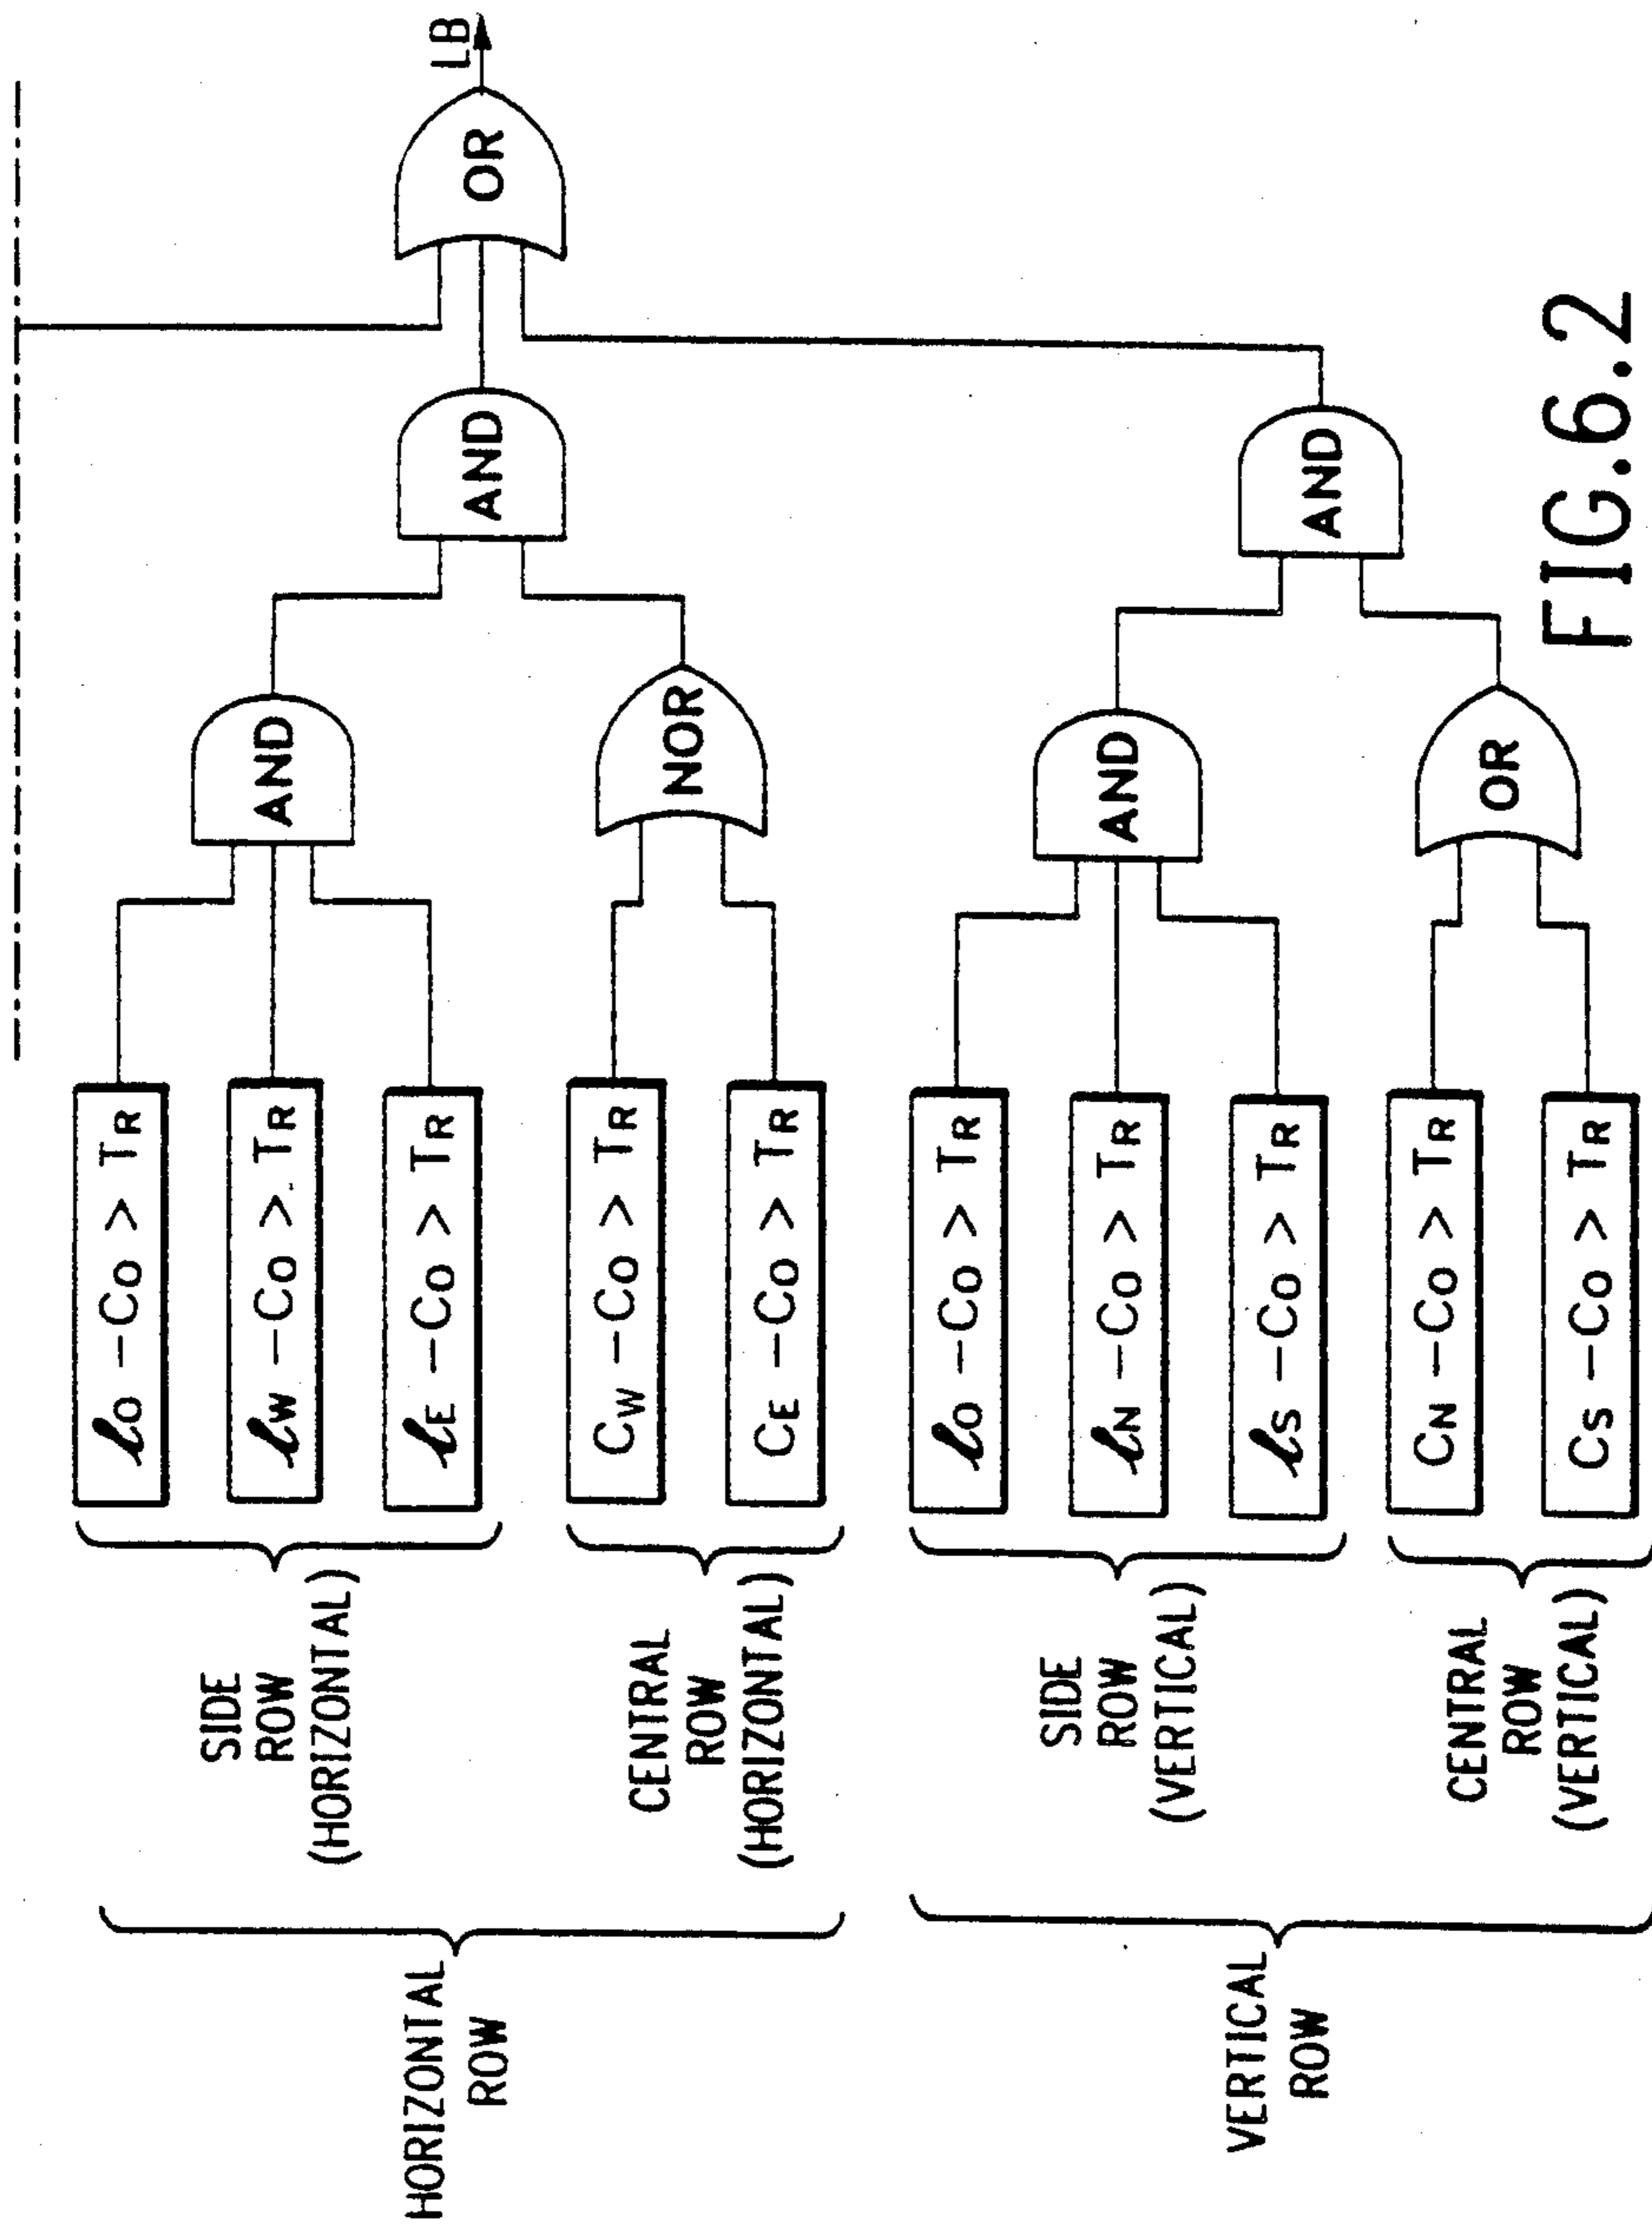 HORIZONTAL
ROW
SIDE
ROW
(HORIZONTAL)
ℓO – CO > TR
ℓW – CO > TR
ℓE – CO > TR
AND
CENTRAL
ROW
(HORIZONTAL)
CW – CO > TR
CE – CO > TR
NOR
AND
OR
LB
VERTICAL
ROW
SIDE
ROW
(VERTICAL)
ℓO – CO > TR
ℓN – CO > TR
ℓS – CO > TR
AND
CENTRAL
ROW
(VERTICAL)
CN – CO > TR
CS – CO > TR
OR
AND
FIG.6.2